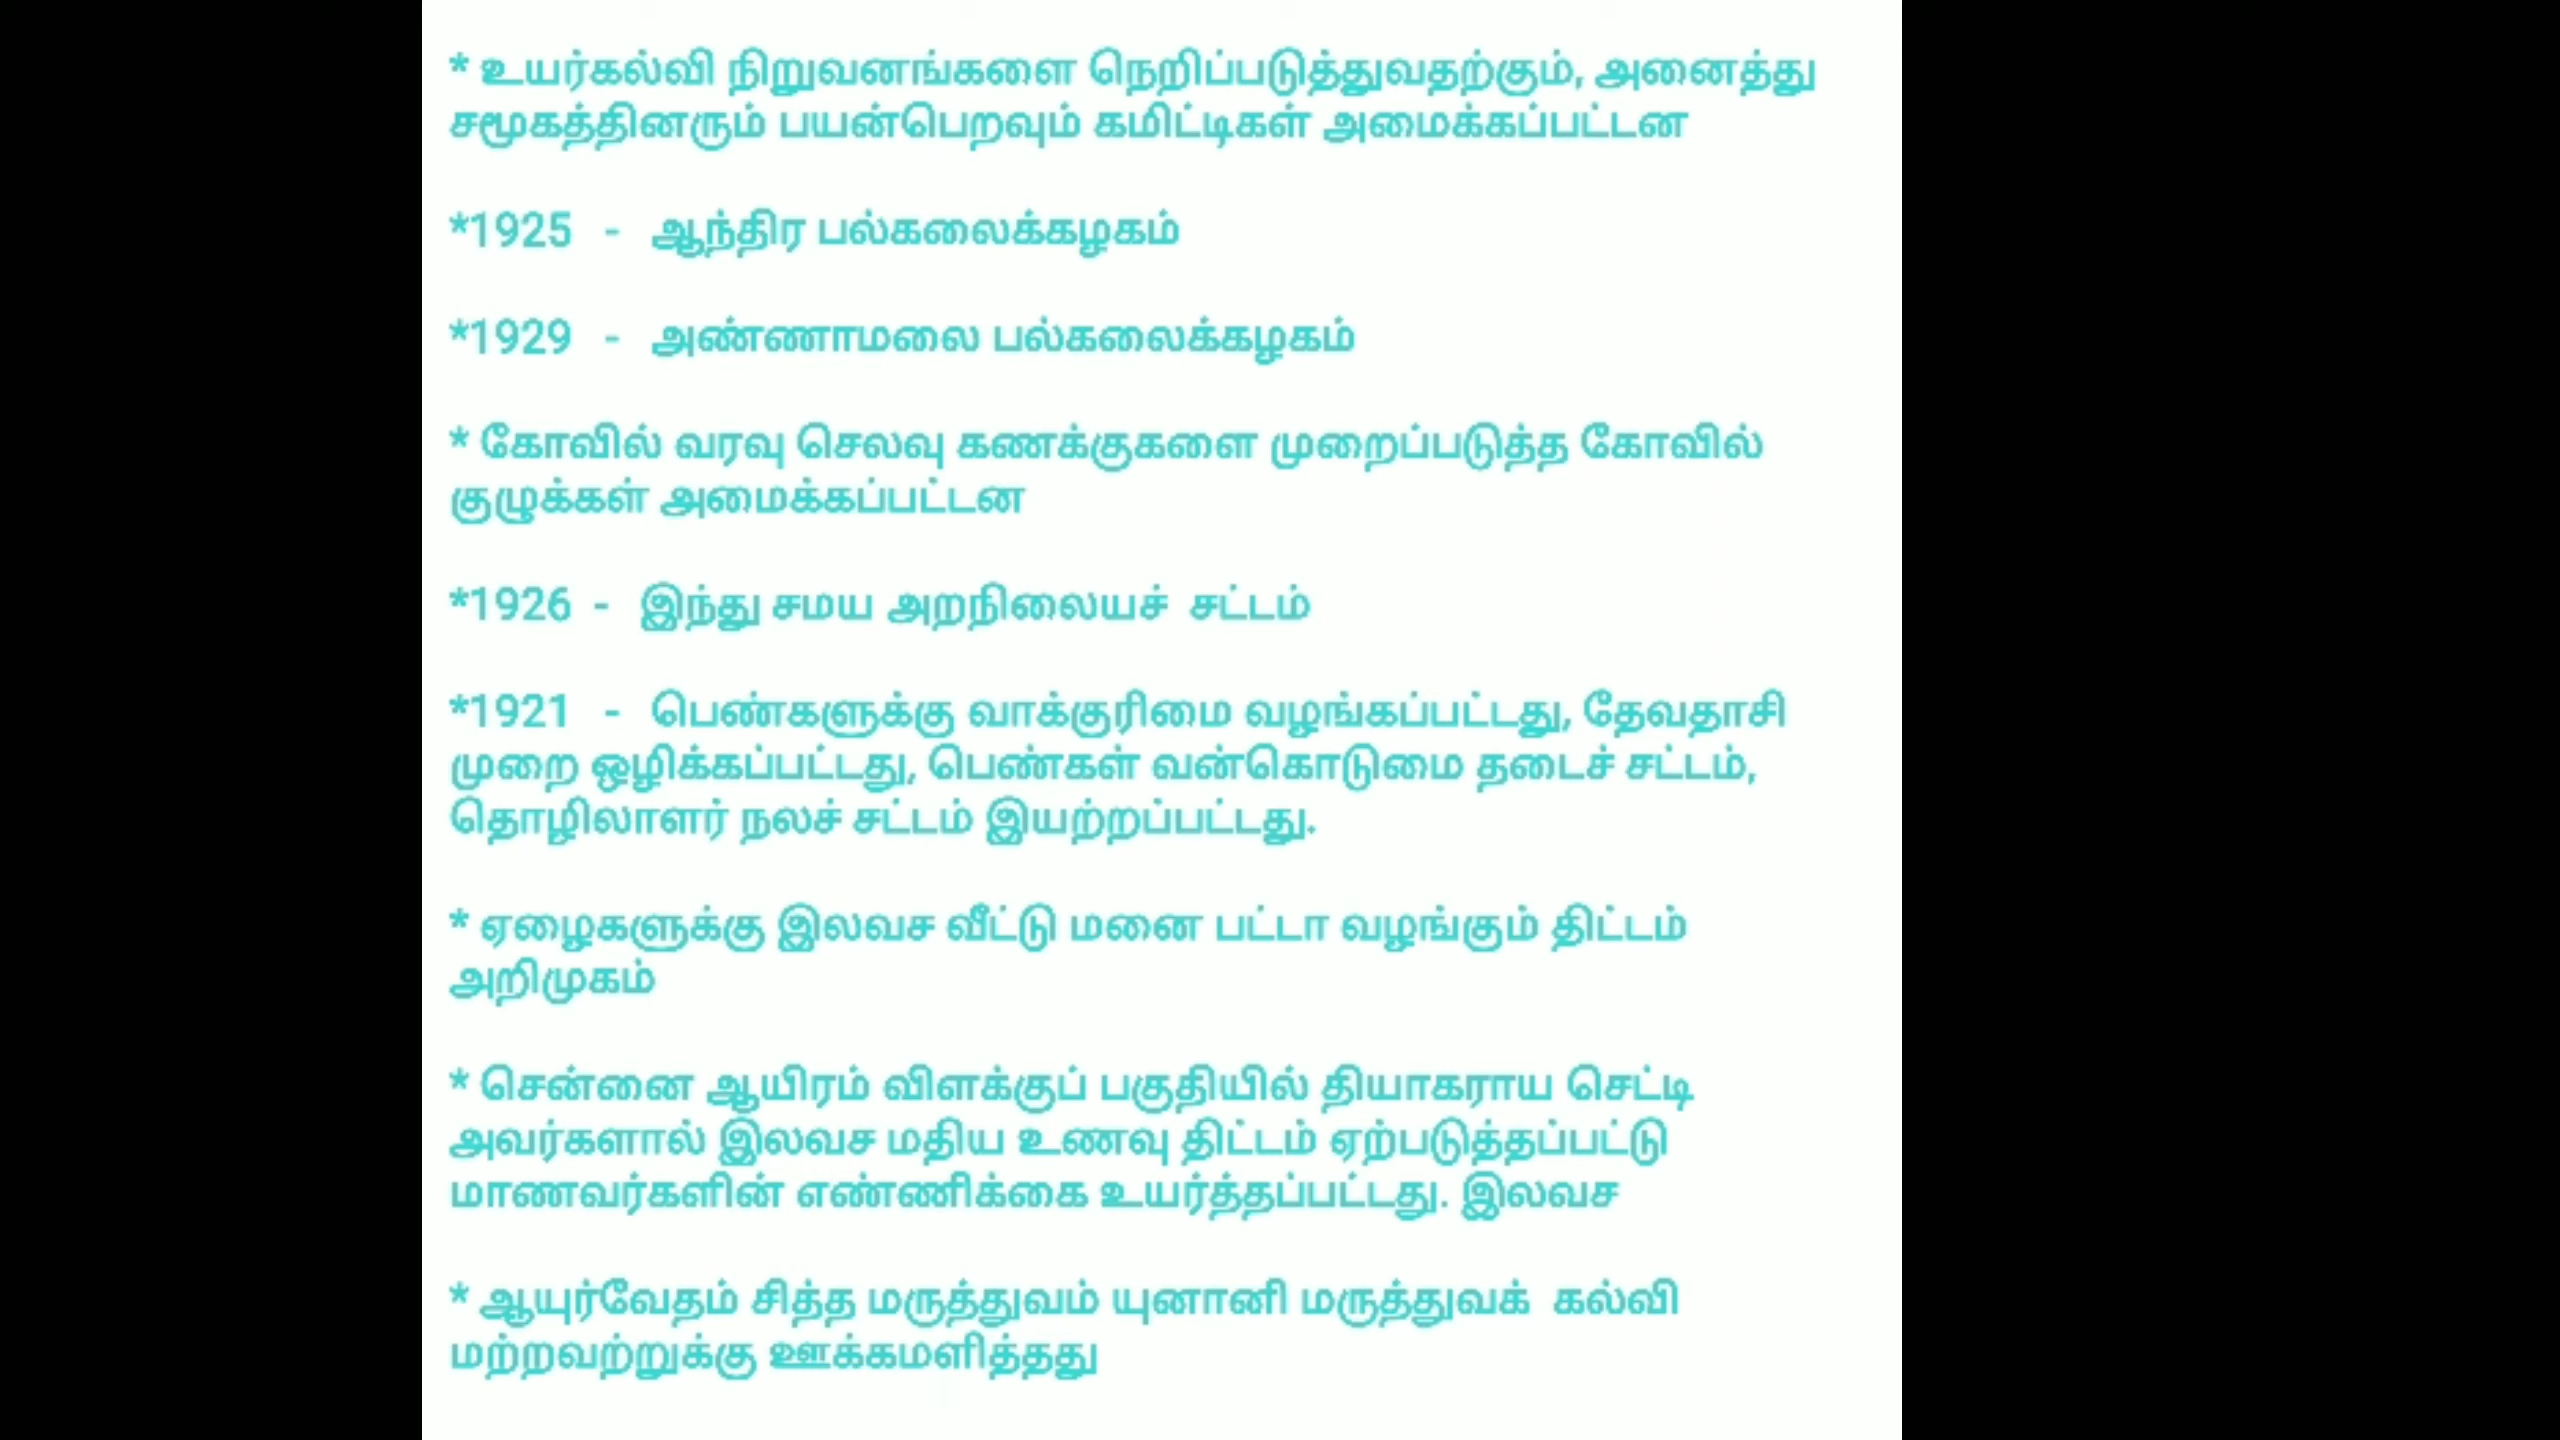 * உயர்கல்வி நிறுவனங்களை நெறிப்படுத்துவதற்கும், அனைத்து
சமூகத்தினரும் பயன்பெறவும் கமிட்டிகள் அமைக்கப்பட்டன
*1925 - ஆந்திர பல்கலைக்கழகம்
*1929 - அண்ணாமலை பல்கலைக்கழகம்
* கோவில் வரவு செலவு கணக்குகளை முறைப்படுத்த கோவில்
குழுக்கள் அமைக்கப்பட்டன
*1926 - இந்து சமய அறநிலையச் சட்டம்
*1921 - பெண்களுக்கு வாக்குரிமை வழங்கப்பட்டது, தேவதாசி
முறை ஒழிக்கப்பட்டது, பெண்கள் வன்கொடுமை தடைச் சட்டம்,
தொழிலாளர் நலச் சட்டம் இயற்றப்பட்டது.
* ஏழைகளுக்கு இலவச வீட்டு மனை பட்டா வழங்கும் திட்டம்
அறிமுகம்
* சென்னை ஆயிரம் விளக்குப் பகுதியில் தியாகராய செட்டி
அவர்களால் இலவச மதிய உணவு திட்டம் ஏற்படுத்தப்பட்டு
மாணவர்களின் எண்ணிக்கை உயர்த்தப்பட்டது. இலவச
* ஆயுர்வேதம் சித்த மருத்துவம் யுனானி மருத்துவக் கல்வி
மற்றவற்றுக்கு ஊக்கமளித்தது